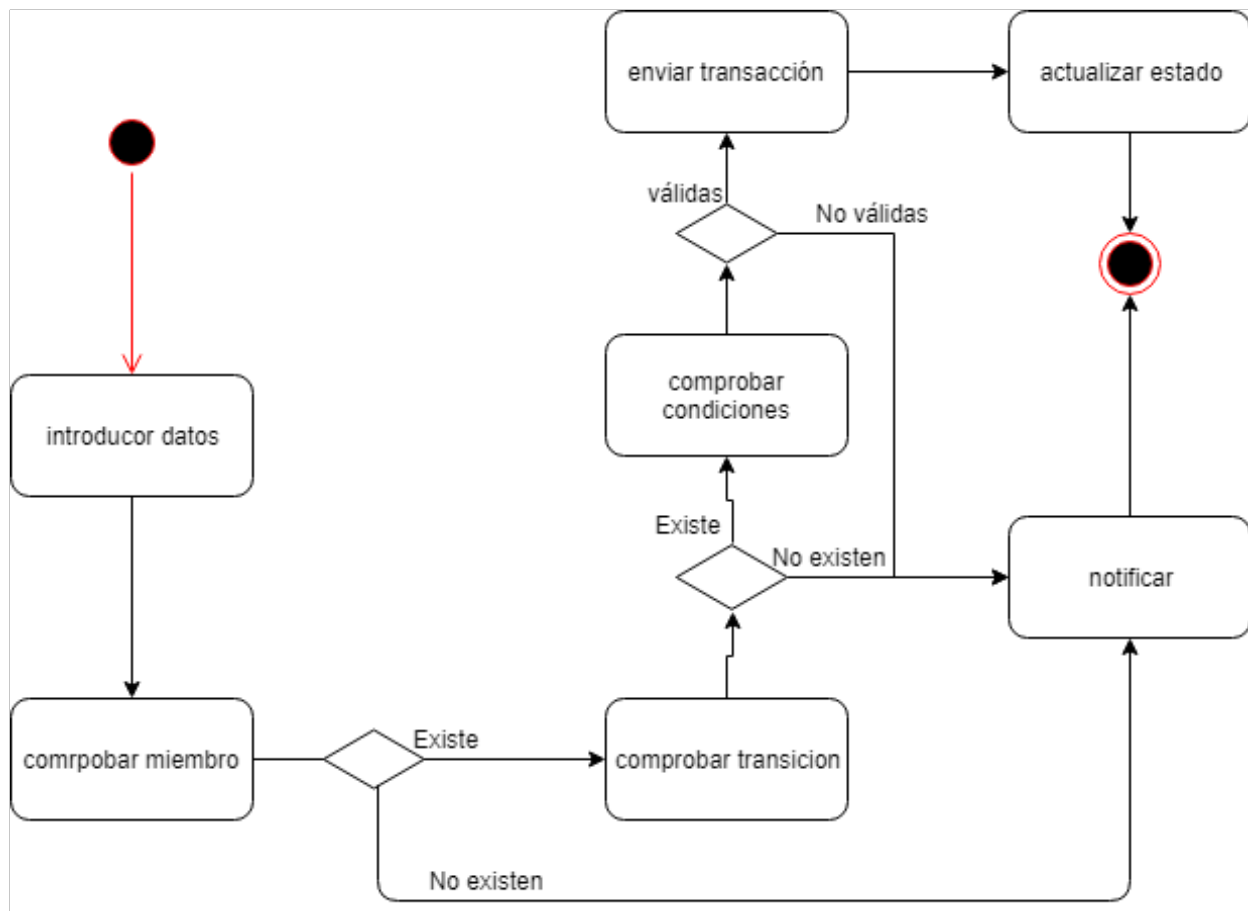 enviar transacción
actualizar estado
válidas
No válidas
comprobar
condiciones
introducor datos
Existe
No existen
notificar
comrpobar miembro
Existe
comprobar transicion
No existen